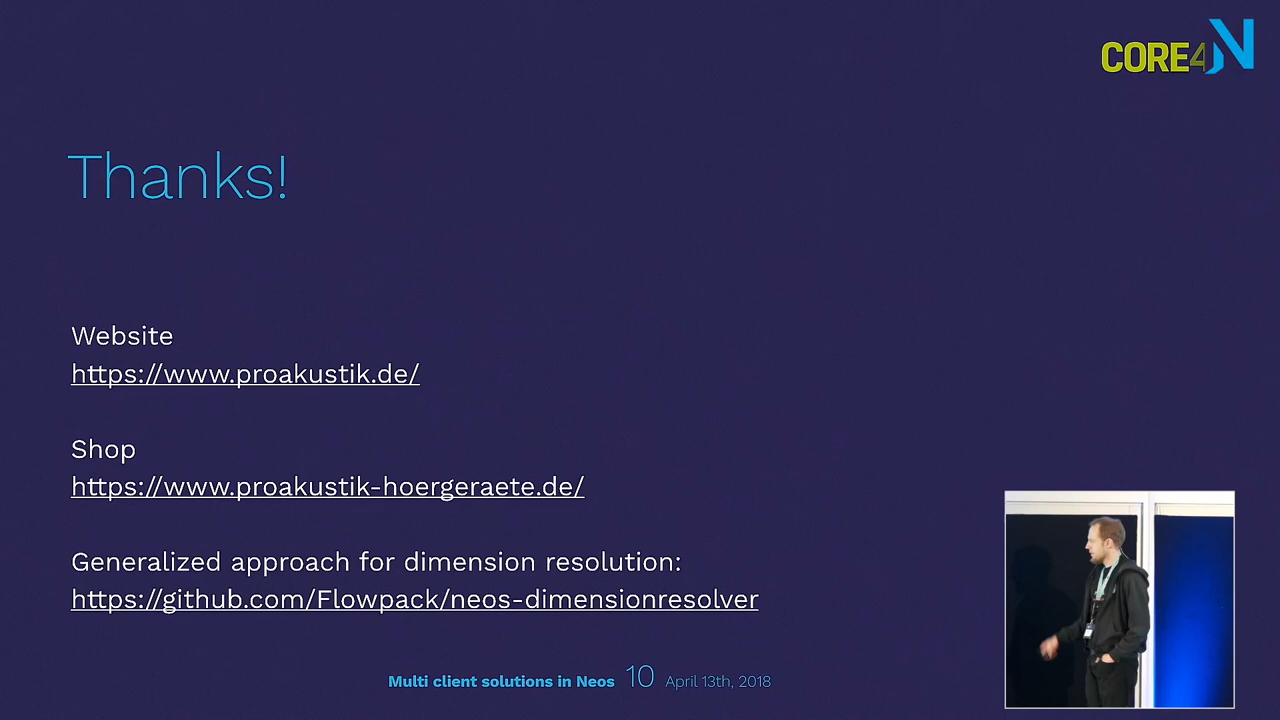 CORE4N
Thanks!
Website
https://www.proakustik.de/
Shop
https://www.proakustik-hoergeraete.de/
Generalized approach for dimension resolution:
https://github.com/Flowpack/neos-dimensionresolver
Multi client solutions in Neos 10 April 13th, 2018